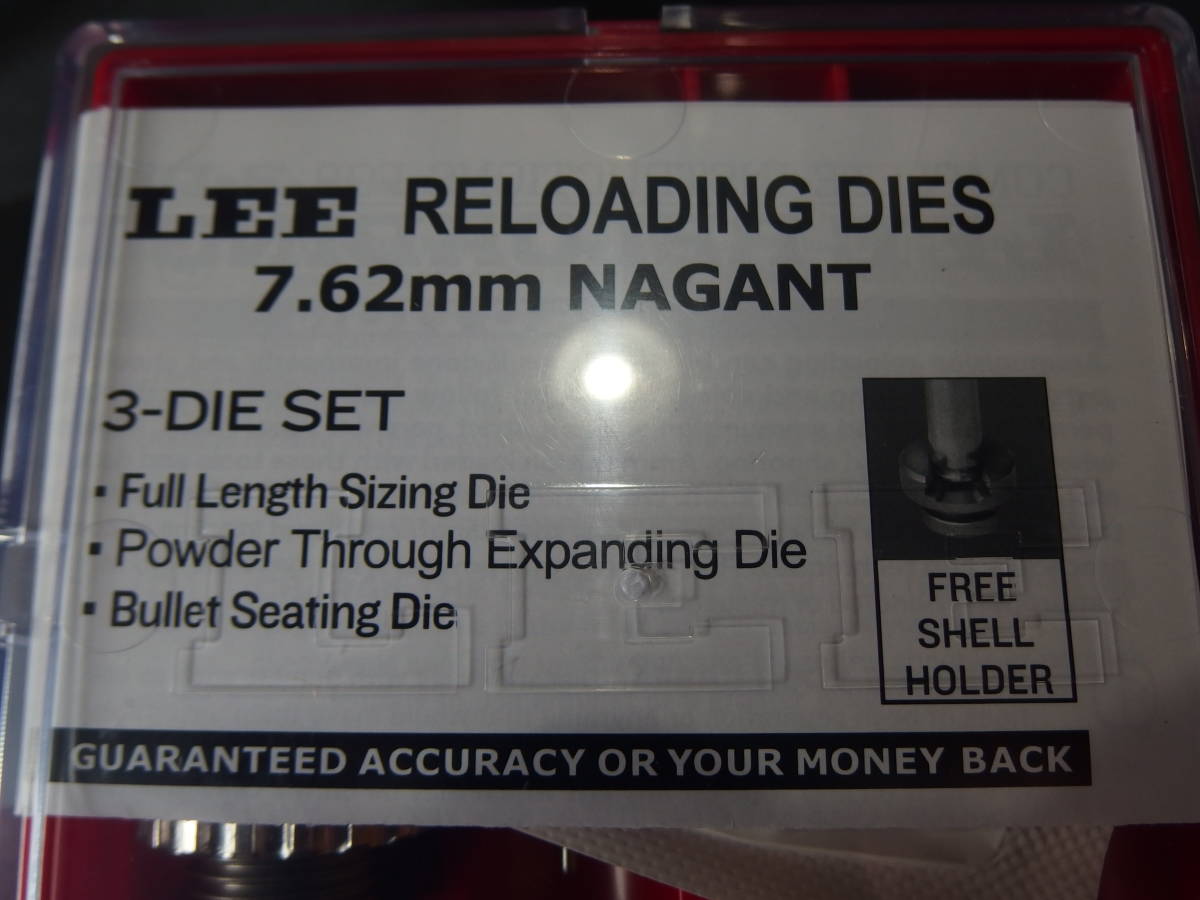 LEE RELOADING DIES
7.62mm NAGANT
3-DIE SET
▪ Full Length Sizing Die
▪ Powder Through Expanding Die
▪ Bullet Seating Die
LEE
FREE
SHELL
HOLDER
GUARANTEED ACCURACY OR YOUR MONEY BACK